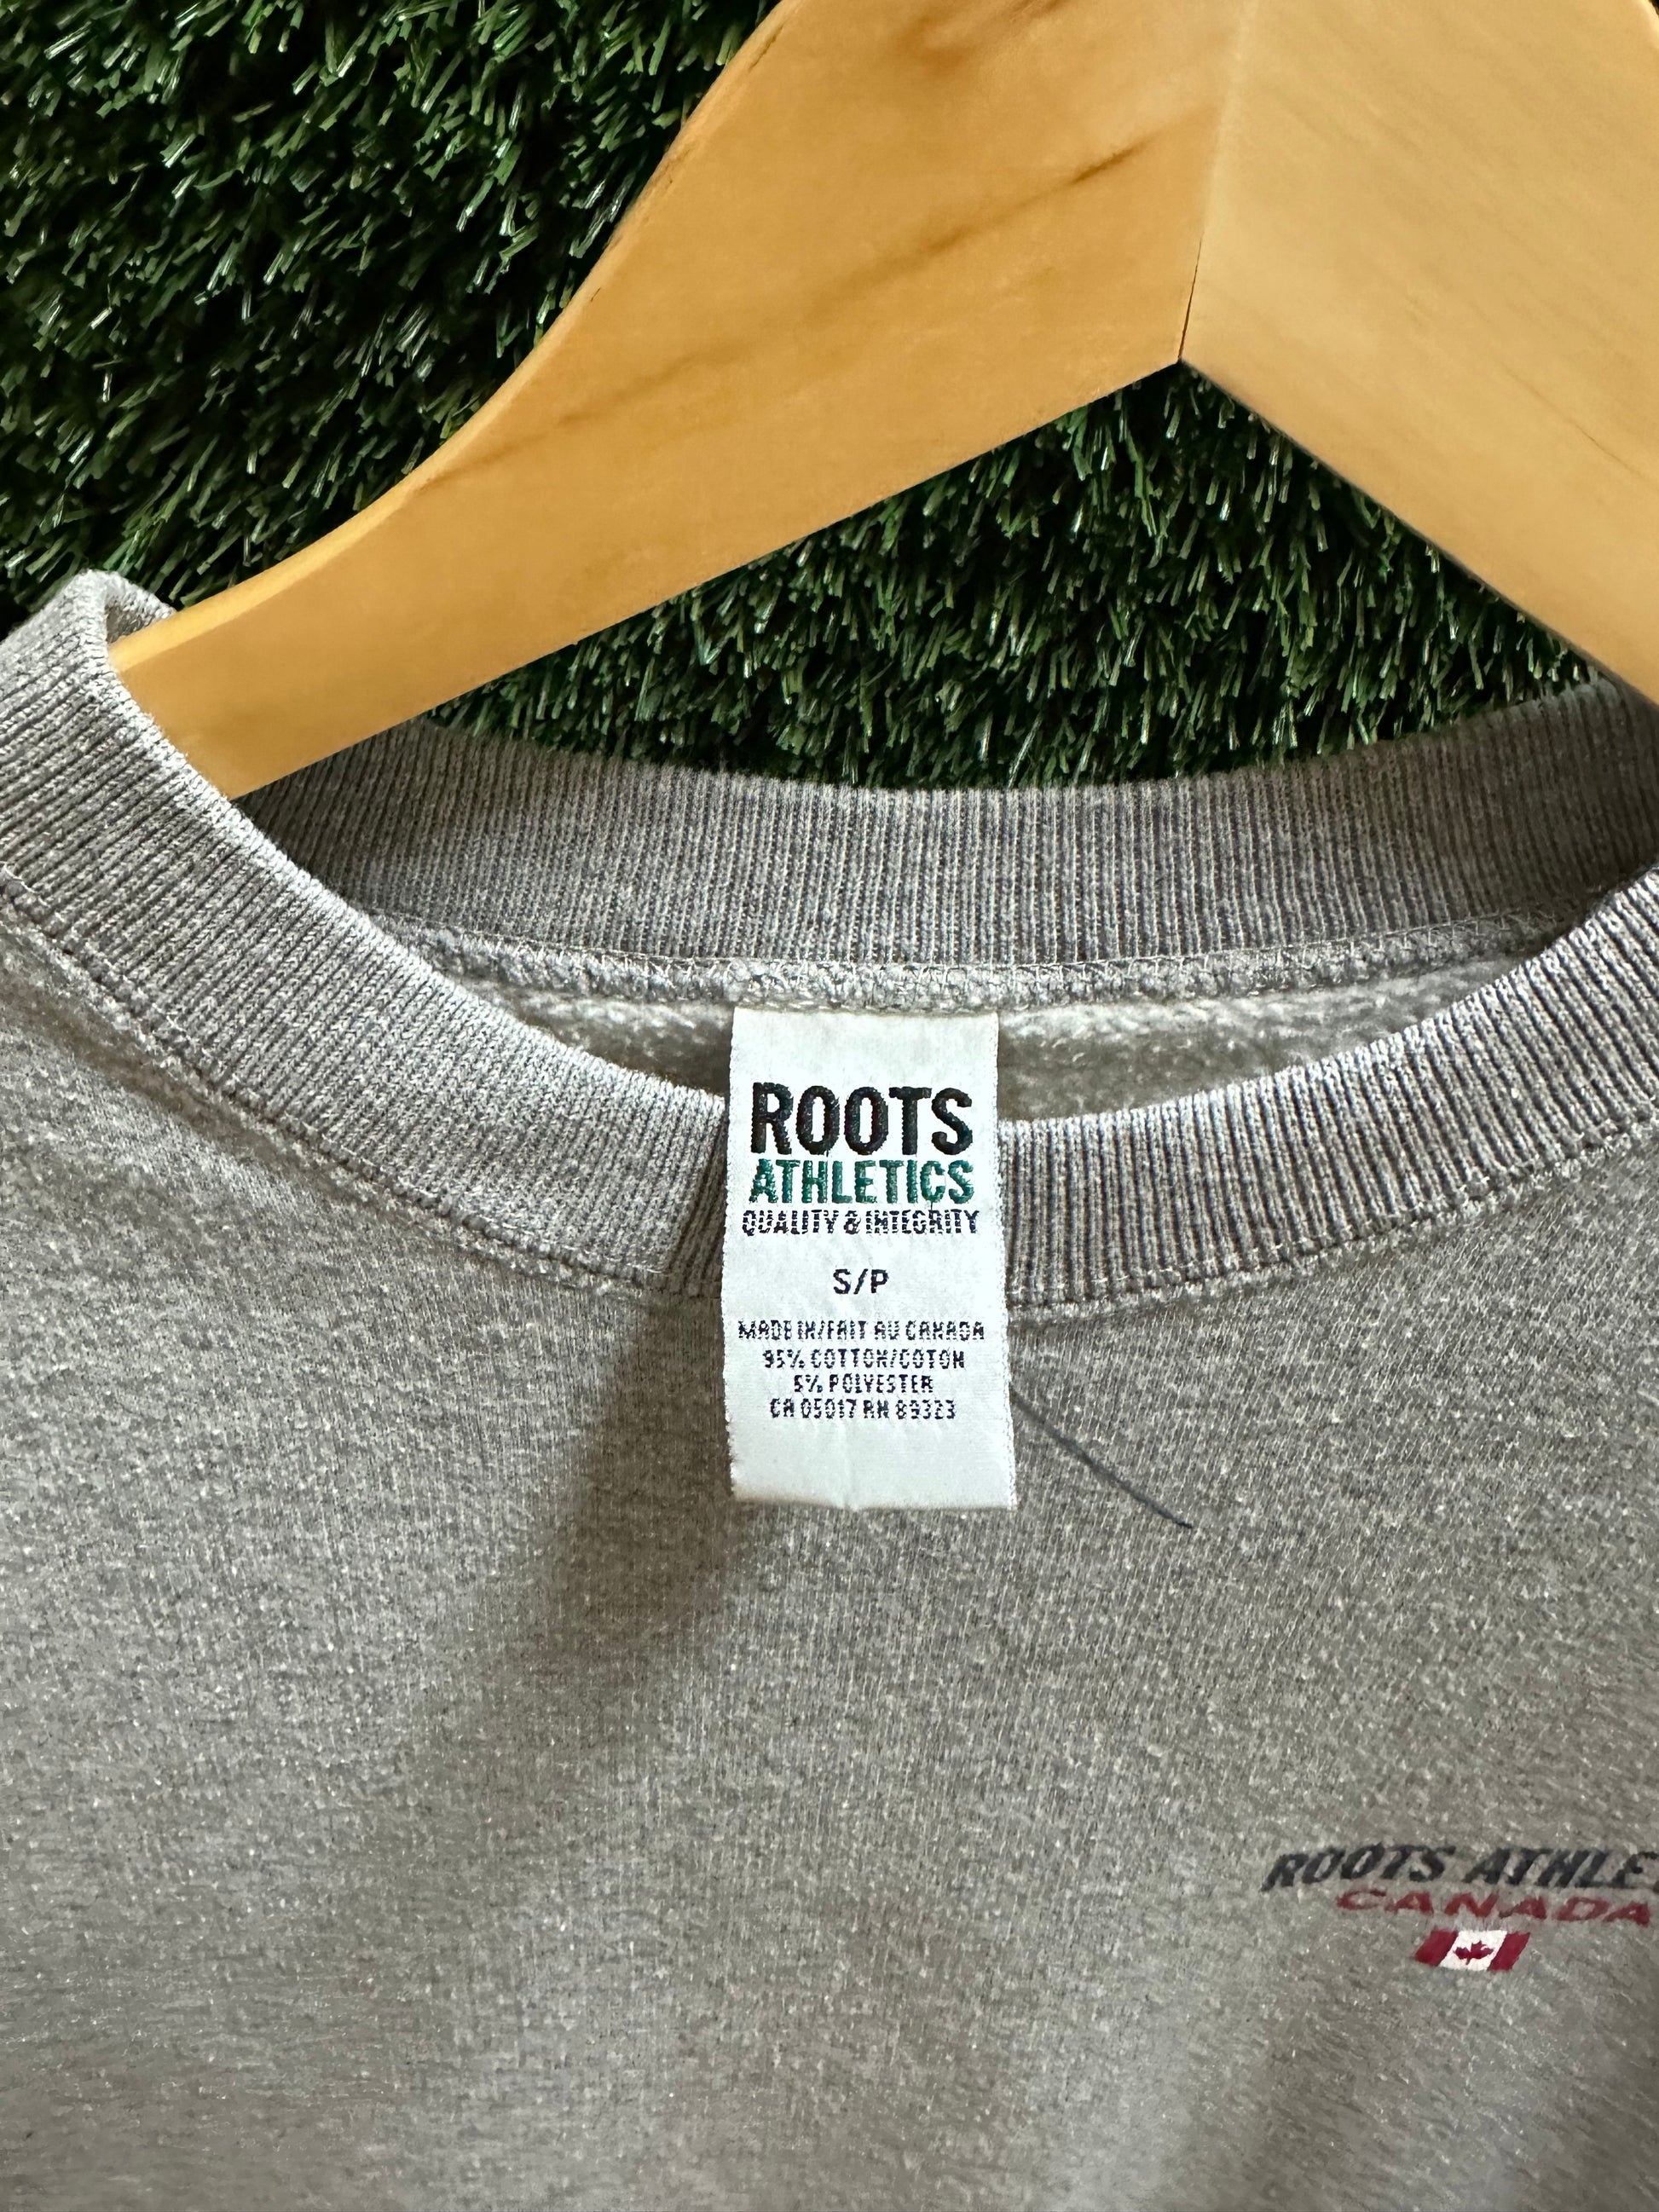 ROOTS
ATHLETICS
QUALITY & INTEGRITY
S/P
MADE IN/FAIT AU CANADA
95% COTTON/COTON
5% POLYESTER
CA 05017 RN 89323
ROOTS ATHLE
CANADA